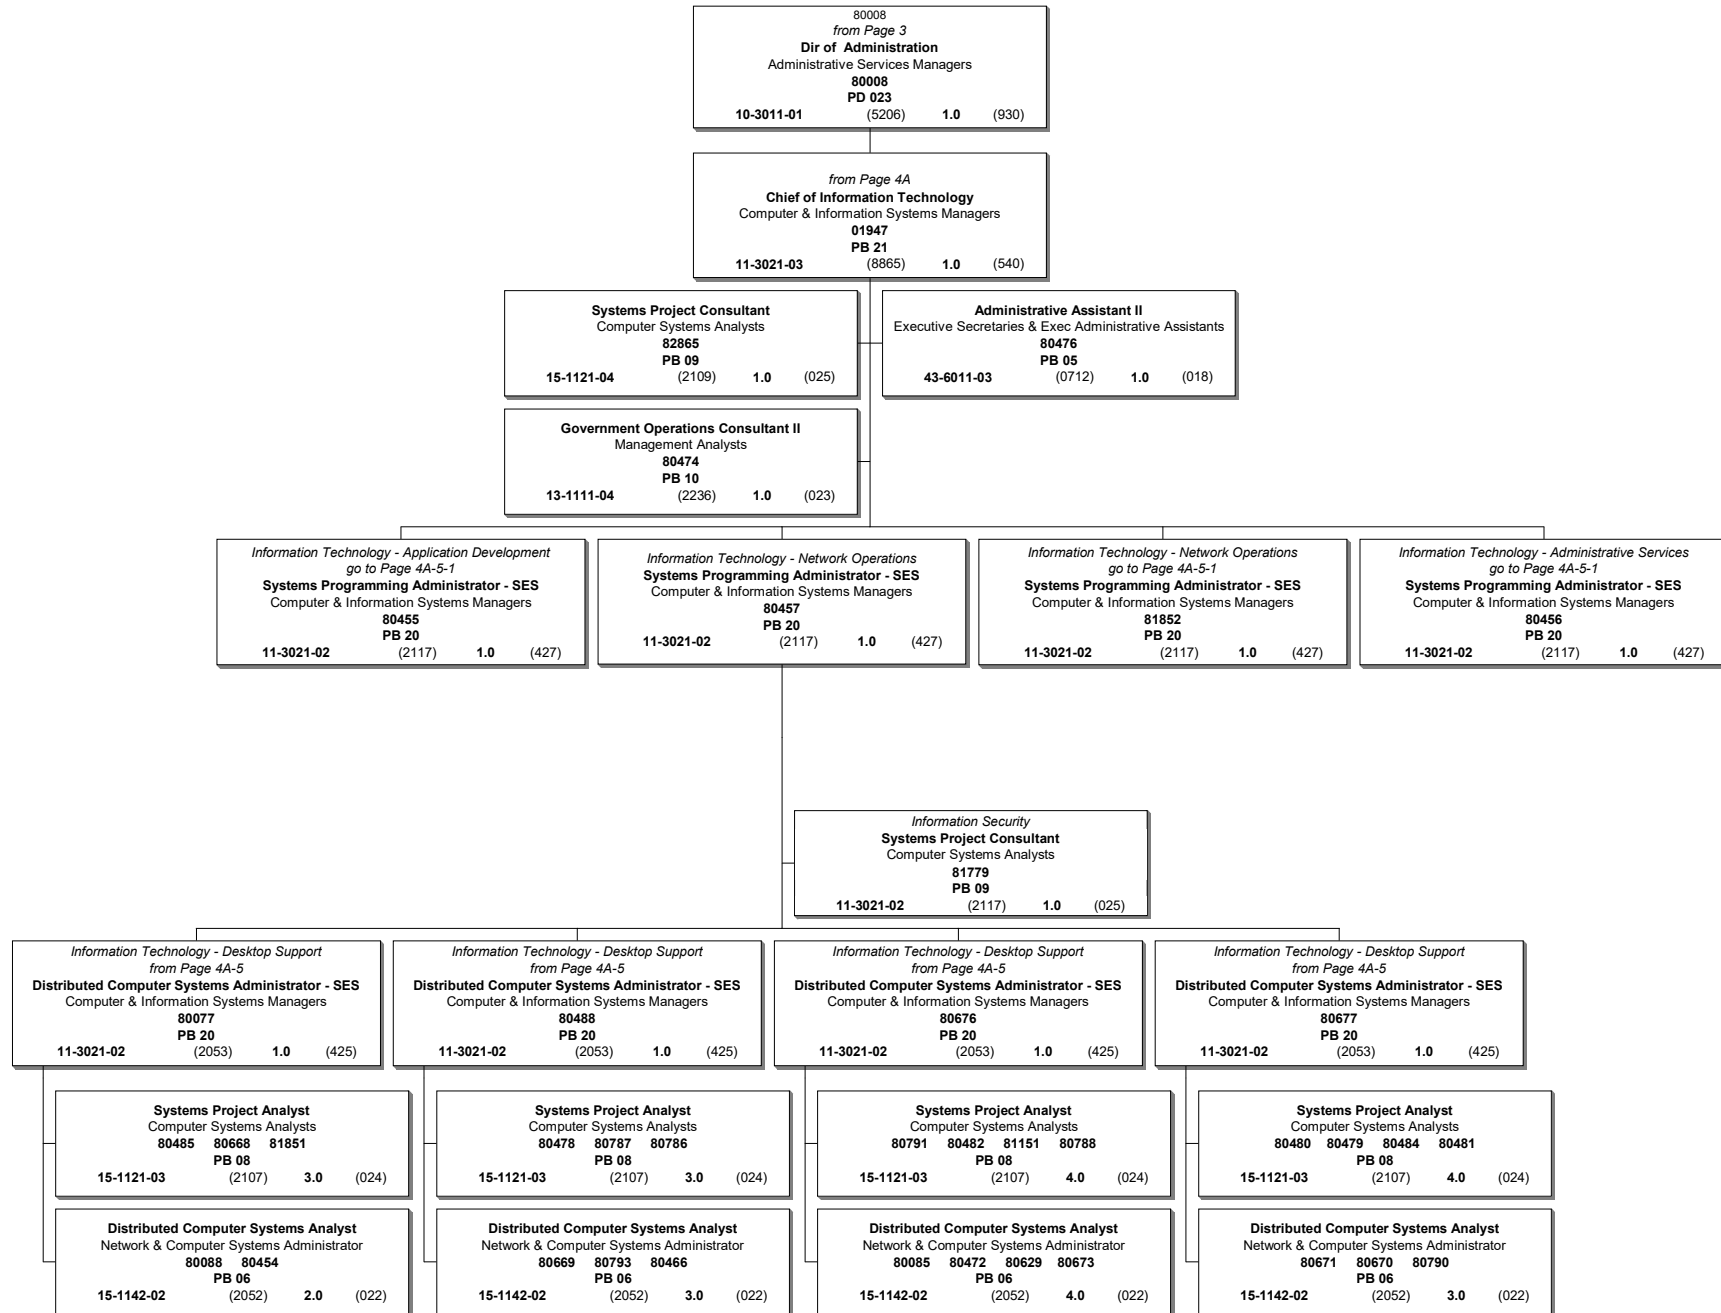 80008
from Page 3
Dir of Administration
Administrative Services Managers
80008
PD 023
10-3011-01 (5206) 1.0 (930)
from Page 4A
Chief of Information Technology
Computer & Information Systems Managers
01947
PB 21
11-3021-03 (8865) 1.0 (540)
Systems Project Consultant
Computer Systems Analysts
82865
PB 09
15-1121-04 (2109) 1.0 (025)
Administrative Assistant II
Executive Secretaries & Exec Administrative Assistants
80476
PB 05
43-6011-03 (0712) 1.0 (018)
Government Operations Consultant II
Management Analysts
80474
PB 10
13-1111-04 (2236) 1.0 (023)
Information Technology - Application Development
go to Page 4A-5-1
Systems Programming Administrator - SES
Computer & Information Systems Managers
80455
PB 20
11-3021-02 (2117) 1.0 (427)
Information Technology - Network Operations
Systems Programming Administrator - SES
Computer & Information Systems Managers
80457
PB 20
11-3021-02 (2117) 1.0 (427)
Information Technology - Network Operations
go to Page 4A-5-1
Systems Programming Administrator - SES
Computer & Information Systems Managers
81852
PB 20
11-3021-02 (2117) 1.0 (427)
Information Technology - Administrative Services
go to Page 4A-5-1
Systems Programming Administrator - SES
Computer & Information Systems Managers
80456
PB 20
11-3021-02 (2117) 1.0 (427)
Information Security
Systems Project Consultant
Computer Systems Analysts
81779
PB 09
11-3021-02 (2117) 1.0 (025)
Information Technology - Desktop Support
from Page 4A-5
Distributed Computer Systems Administrator - SES
Computer & Information Systems Managers
80077
PB 20
11-3021-02 (2053) 1.0 (425)
Information Technology - Desktop Support
from Page 4A-5
Distributed Computer Systems Administrator - SES
Computer & Information Systems Managers
80488
PB 20
11-3021-02 (2053) 1.0 (425)
Information Technology - Desktop Support
from Page 4A-5
Distributed Computer Systems Administrator - SES
Computer & Information Systems Managers
80676
PB 20
11-3021-02 (2053) 1.0 (425)
Information Technology - Desktop Support
from Page 4A-5
Distributed Computer Systems Administrator - SES
Computer & Information Systems Managers
80677
PB 20
11-3021-02 (2053) 1.0 (425)
Systems Project Analyst
Computer Systems Analysts
80485 80668 81851
PB 08
15-1121-03 (2107) 3.0 (024)
Systems Project Analyst
Computer Systems Analysts
80478 80787 80786
PB 08
15-1121-03 (2107) 3.0 (024)
Systems Project Analyst
Computer Systems Analysts
80791 80482 81151 80788
PB 08
15-1121-03 (2107) 4.0 (024)
Systems Project Analyst
Computer Systems Analysts
80480 80479 80484 80481
PB 08
15-1121-03 (2107) 4.0 (024)
Distributed Computer Systems Analyst
Network & Computer Systems Administrator
80088 80454
PB 06
15-1142-02 (2052) 2.0 (022)
Distributed Computer Systems Analyst
Network & Computer Systems Administrator
80669 80793 80466
PB 06
15-1142-02 (2052) 3.0 (022)
Distributed Computer Systems Analyst
Network & Computer Systems Administrator
80085 80472 80629 80673
PB 06
15-1142-02 (2052) 4.0 (022)
Distributed Computer Systems Analyst
Network & Computer Systems Administrator
80671 80670 80790
PB 06
15-1142-02 (2052) 3.0 (022)